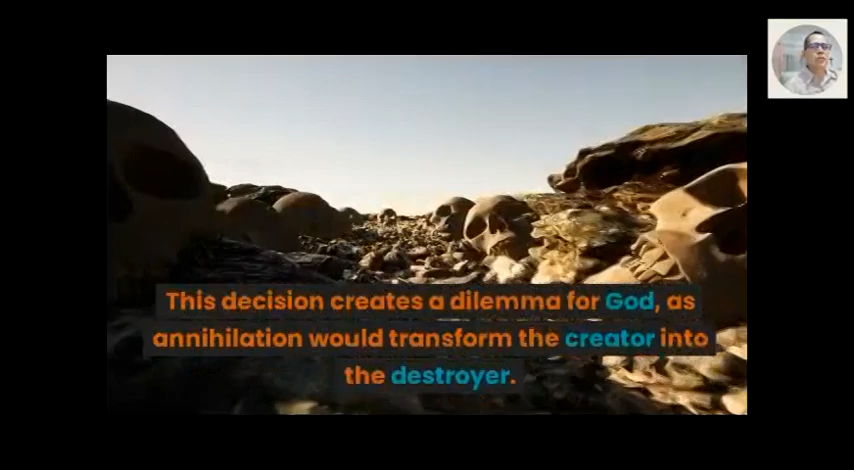 This decision creates a dilemma for God, as
annihilation would transform the creator into
the destroyer.